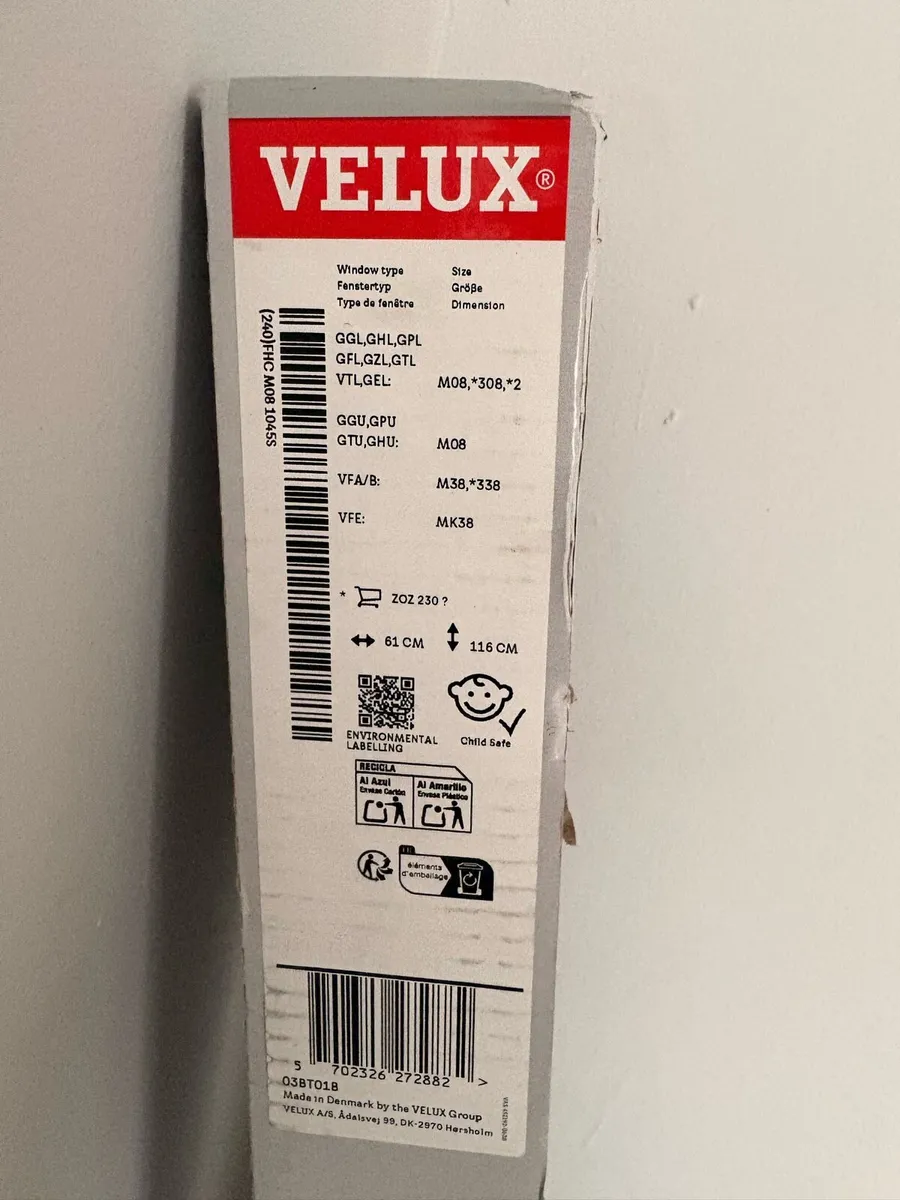 VELUX®
Window type Size
Fenstertyp Größe
Type de fenêtre Dimension
(240)FHC M08 1045S
GGL,GHL,GPL
GFL,GZL,GTL
VTL,GEL: M08,*308,*2
GGU,GPU
GTU,GHU: M08
VFA/B: M38,*338
VFE: MK38
* ZOZ 230 ?
61 CM 116 CM
ENVIRONMENTAL
LABELLING
Child Safe
RECICLA
Al Azul Al Amarillo
Envase Cartón Envase Plástico
FR
éléments
d'emballage
5 702326 272882 >
03BT01B
Made in Denmark by the VELUX Group
VELUX A/S, Ådalsvej 99, DK-2970 Hørsholm